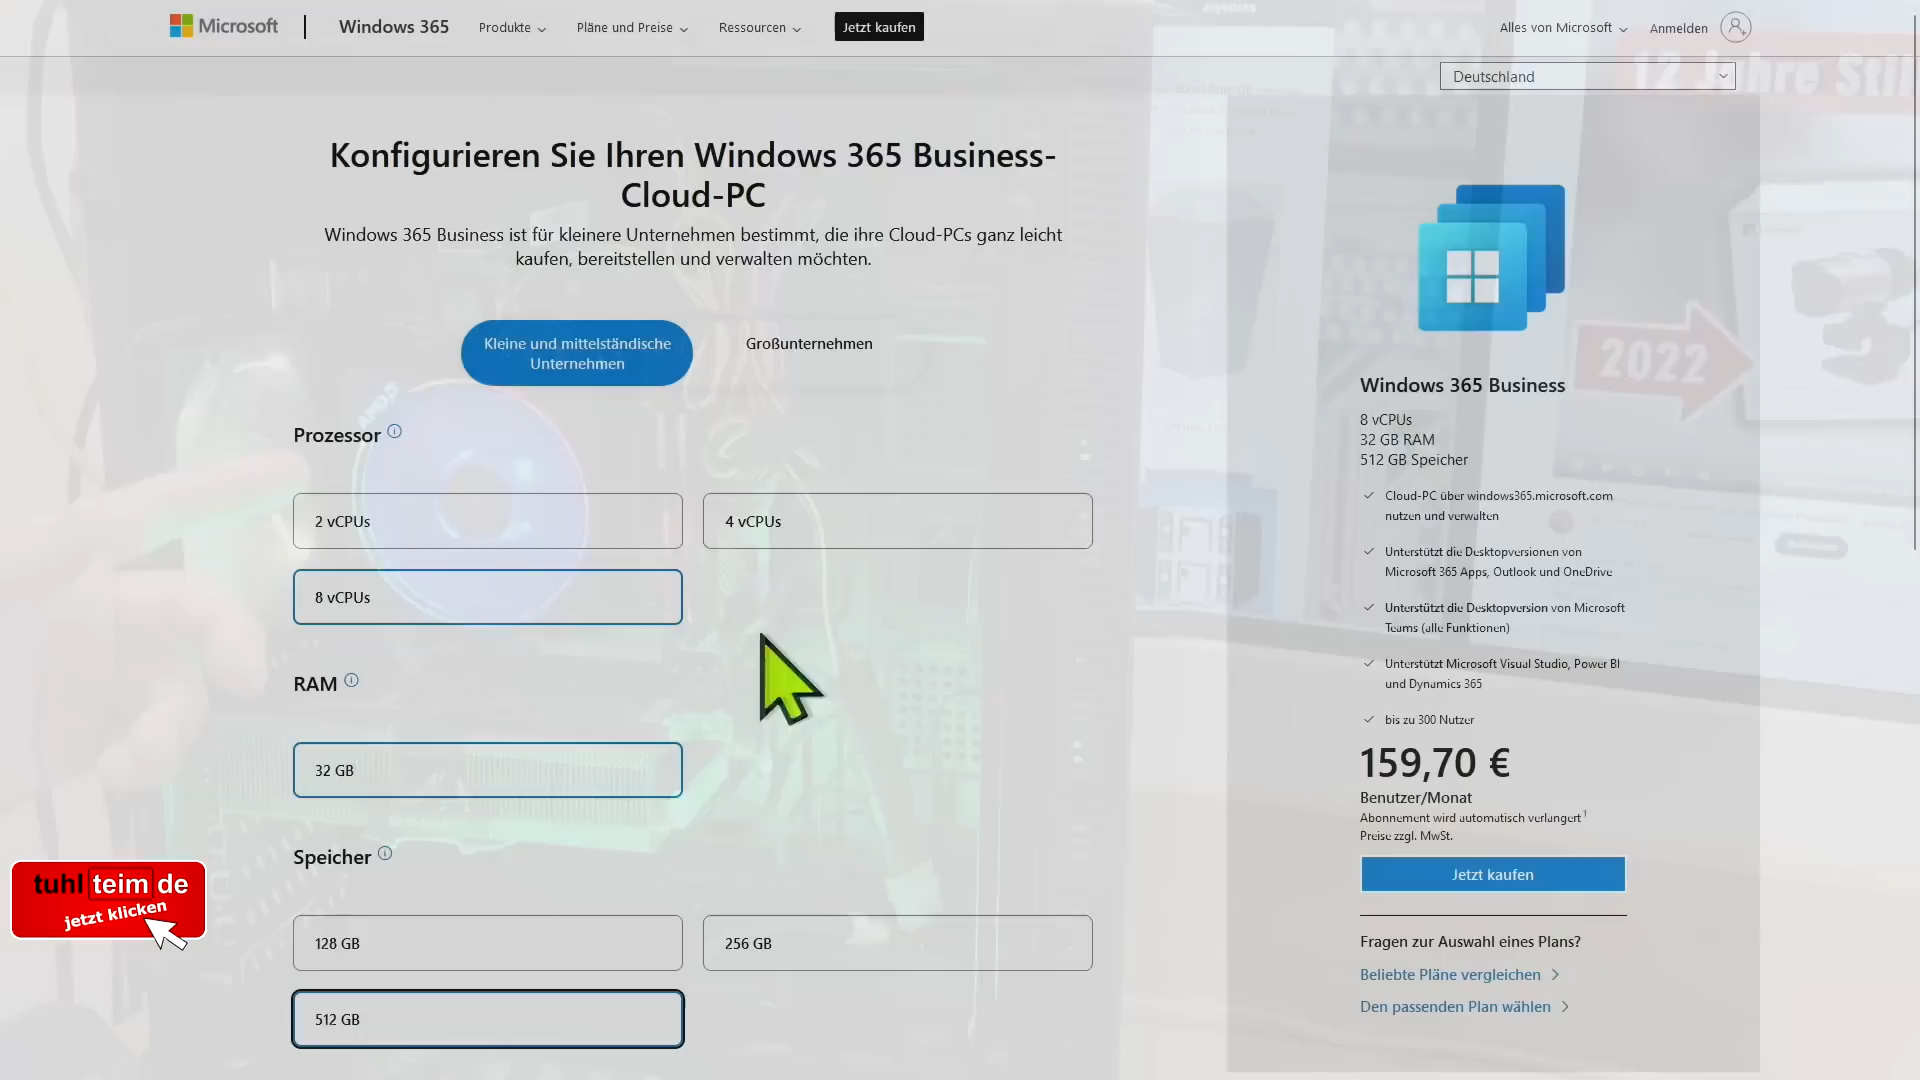 Microsoft
Windows 365
Produkte
Pläne und Preise
Ressourcen
Jetzt kaufen
Alles von Microsoft
Anmelden
Deutschland
12 Jahre
Konfigurieren Sie Ihren Windows 365 Business-
Cloud-PC
Windows 365 Business ist für kleinere Unternehmen bestimmt, die ihre Cloud-PCs ganz leicht
kaufen, bereitstellen und verwalten möchten.
Kleine und mittelständische
Unternehmen
Großunternehmen
Prozessor
2 vCPUs
4 vCPUs
8 vCPUs
RAM
32 GB
Speicher
128 GB
256 GB
512 GB
2022
Windows 365 Business
8 vCPUs
32 GB RAM
512 GB Speicher
Cloud-PC über windows365.microsoft.com
nutzen und verwalten
Unterstützt die Desktopversionen von
Microsoft 365 Apps, Outlook und OneDrive
Unterstützt die Desktopversion von Microsoft
Teams (alle Funktionen)
Unterstützt Microsoft Visual Studio, Power BI
und Dynamics 365
bis zu 300 Nutzer
159,70 €
Benutzer/Monat
Abonnement wird automatisch verlängert†
Preise zzgl. MwSt.
Jetzt kaufen
Fragen zur Auswahl eines Plans?
Beliebte Pläne vergleichen
Den passenden Plan wählen
tuhl teim de
jetzt klicken